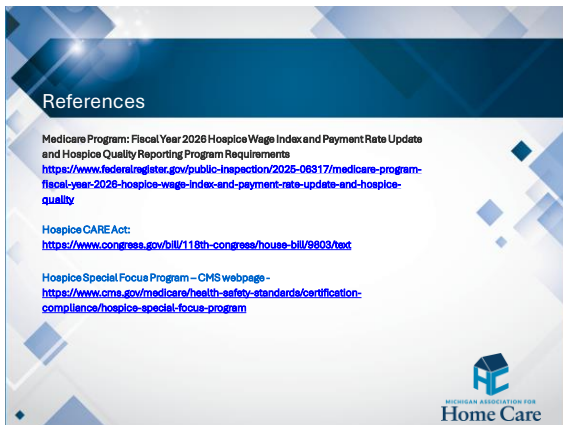 References
Medicare Program: Fiscal Year 2026 Hospice Wage Index and Payment Rate Update
and Hospice Quality Reporting Program Requirements
https://www.federalregister.gov/public-inspection/2025-06317/medicare-program-
fiscal-year-2026-hospice-wage-index-and-payment-rate-update-and-hospice-
quality
Hospice CARE Act:
https://www.congress.gov/bill/118th-congress/house-bill/9803/text
Hospice Special Focus Program – CMS webpage -
https://www.cms.gov/medicare/health-safety-standards/certification-
compliance/hospice-special-focus-program
HC
MICHIGAN ASSOCIATION FOR
Home Care